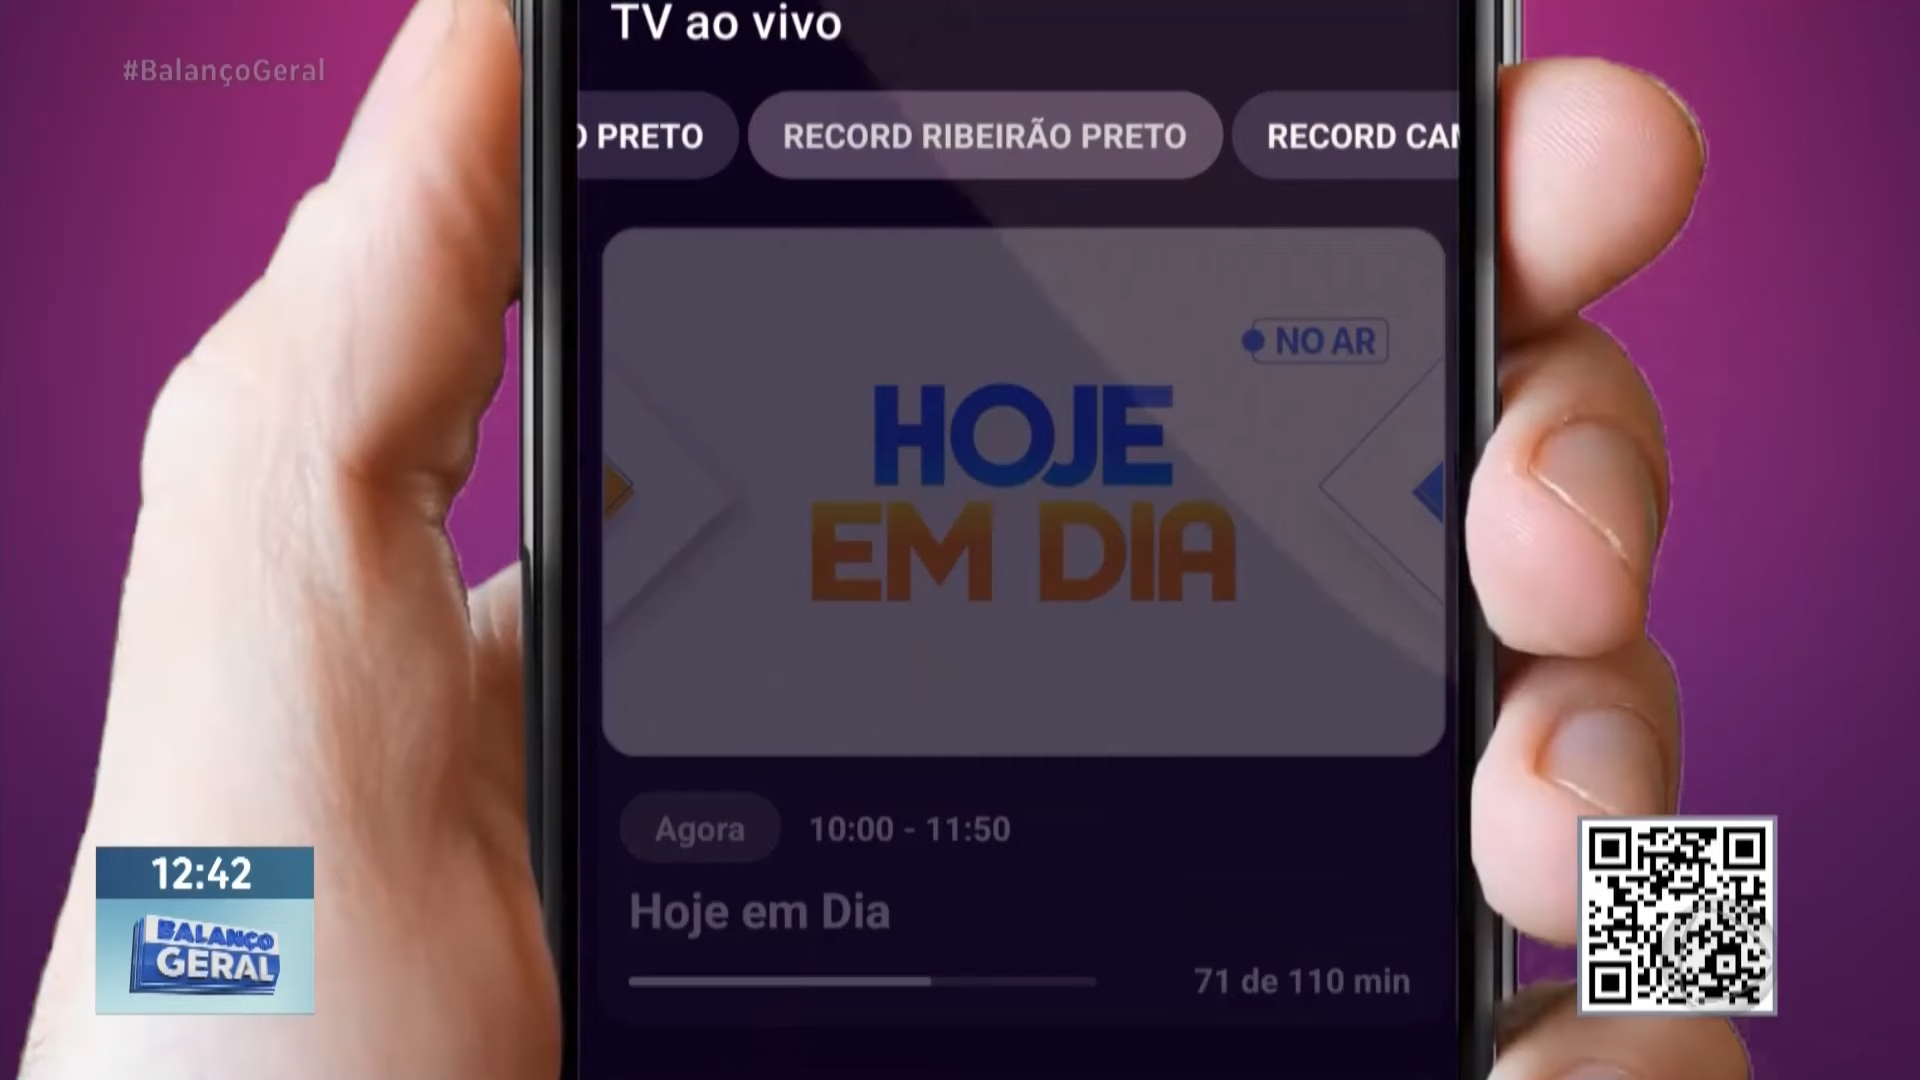 TV ao vivo
#BalançoGeral
O PRETO
RECORD RIBEIRÃO PRETO
RECORD CAM
NO AR
HOJE
EM DIA
Agora
10:00 - 11:50
12:42
Hoje em Dia
BALANÇO
GERAL
71 de 110 min